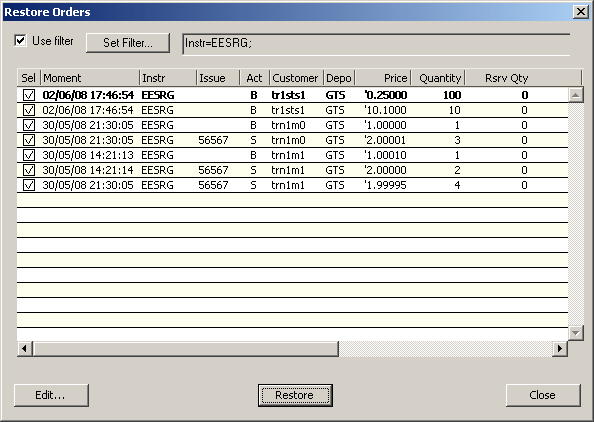 Restore Orders
Use filter Set Filter... Instr=EESRG;
Sel Moment Instr Issue Act Customer Depo Price Quantity Rsrv Qty
02/06/08 17:46:54 EESRG B tr1sts1 GTS '0.25000 100 0
02/06/08 17:46:54 EESRG B tr1sts1 GTS '10.1000 10 0
30/05/08 21:30:05 EESRG B trn1m0 GTS '1.00000 1 0
30/05/08 21:30:05 EESRG 56567 S trn1m0 GTS '2.00001 3 0
30/05/08 14:21:13 EESRG B trn1m1 GTS '1.00010 1 0
30/05/08 14:21:14 EESRG 56567 S trn1m1 GTS '2.00000 2 0
30/05/08 21:30:05 EESRG 56567 S trn1m1 GTS '1.99995 4 0
Edit... Restore Close